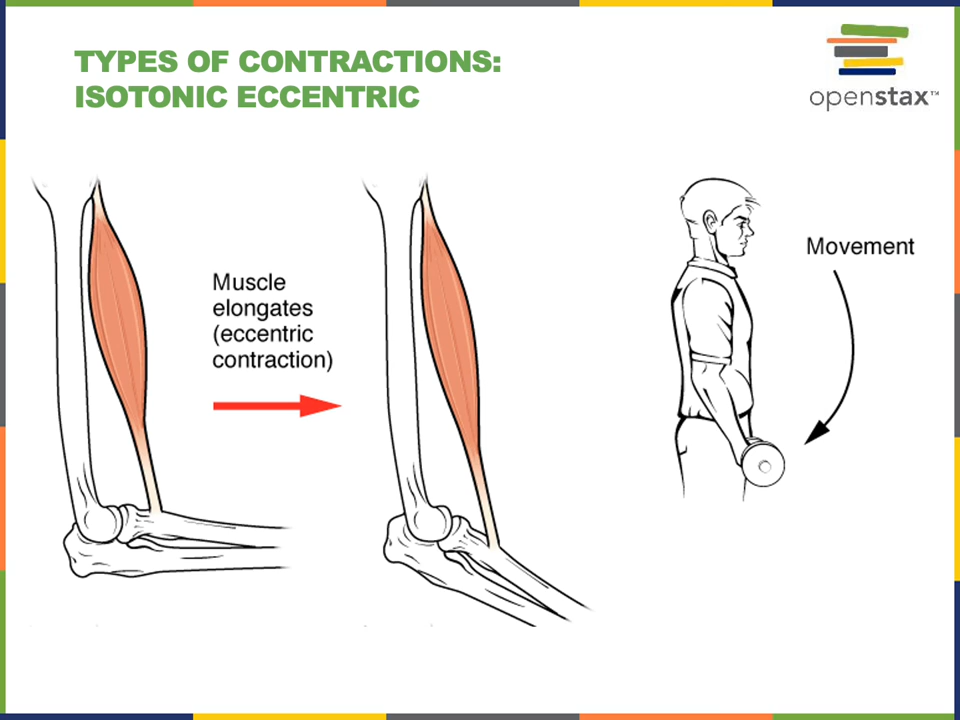 TYPES OF CONTRACTIONS:
ISOTONIC ECCENTRIC
openstax™
Muscle
elongates
(eccentric
contraction)
Movement